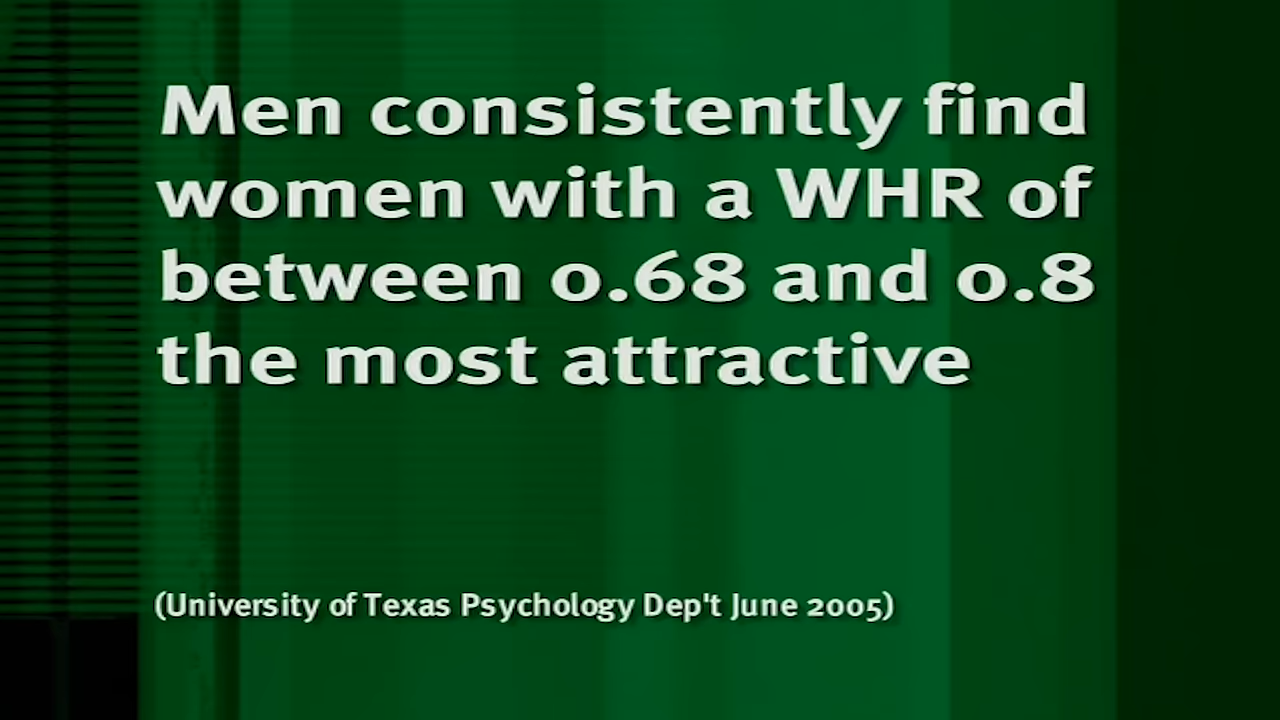 Men consistently find
women with a WHR of
between 0.68 and 0.8
the most attractive
(University of Texas Psychology Dep't June 2005)